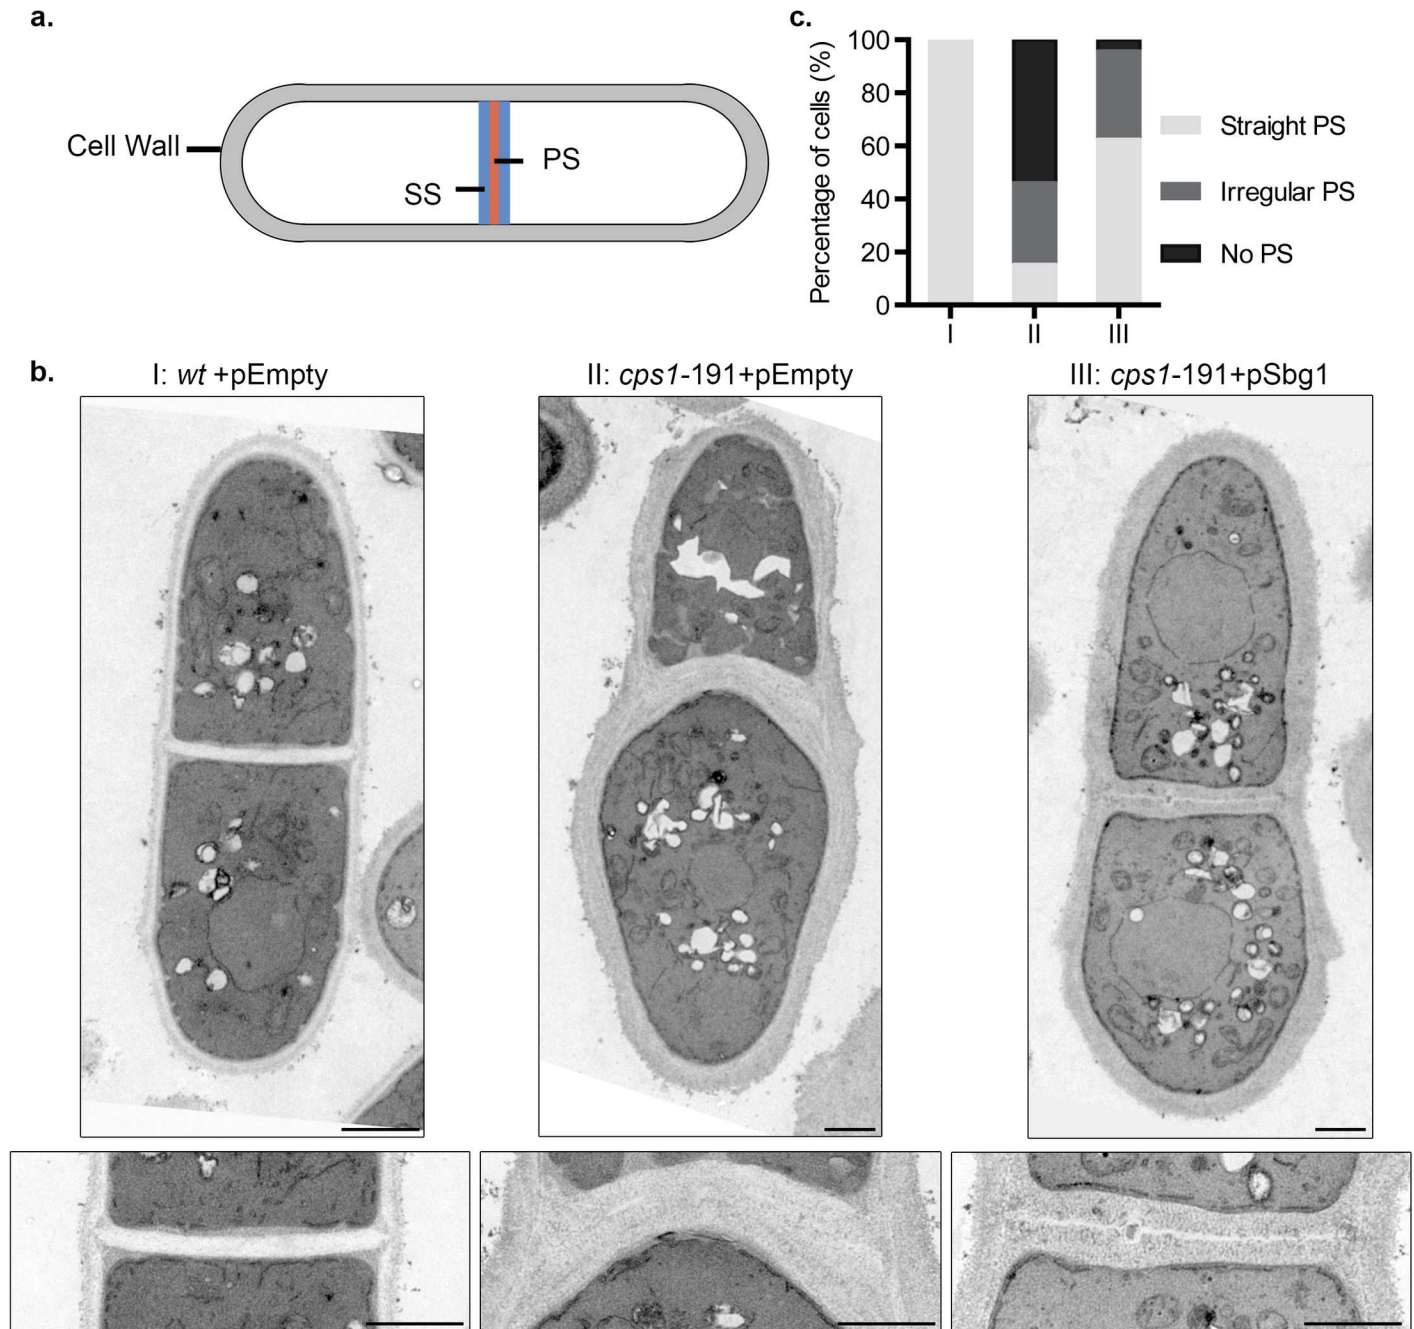 a.
Cell Wall
SS
PS
c.
Percentage of cells (%)
100
80
60
40
20
0
I
II
III
Straight PS
Irregular PS
No PS
b.
I: wt +pEmpty
II: cps1-191+pEmpty
III: cps1-191+pSbg1